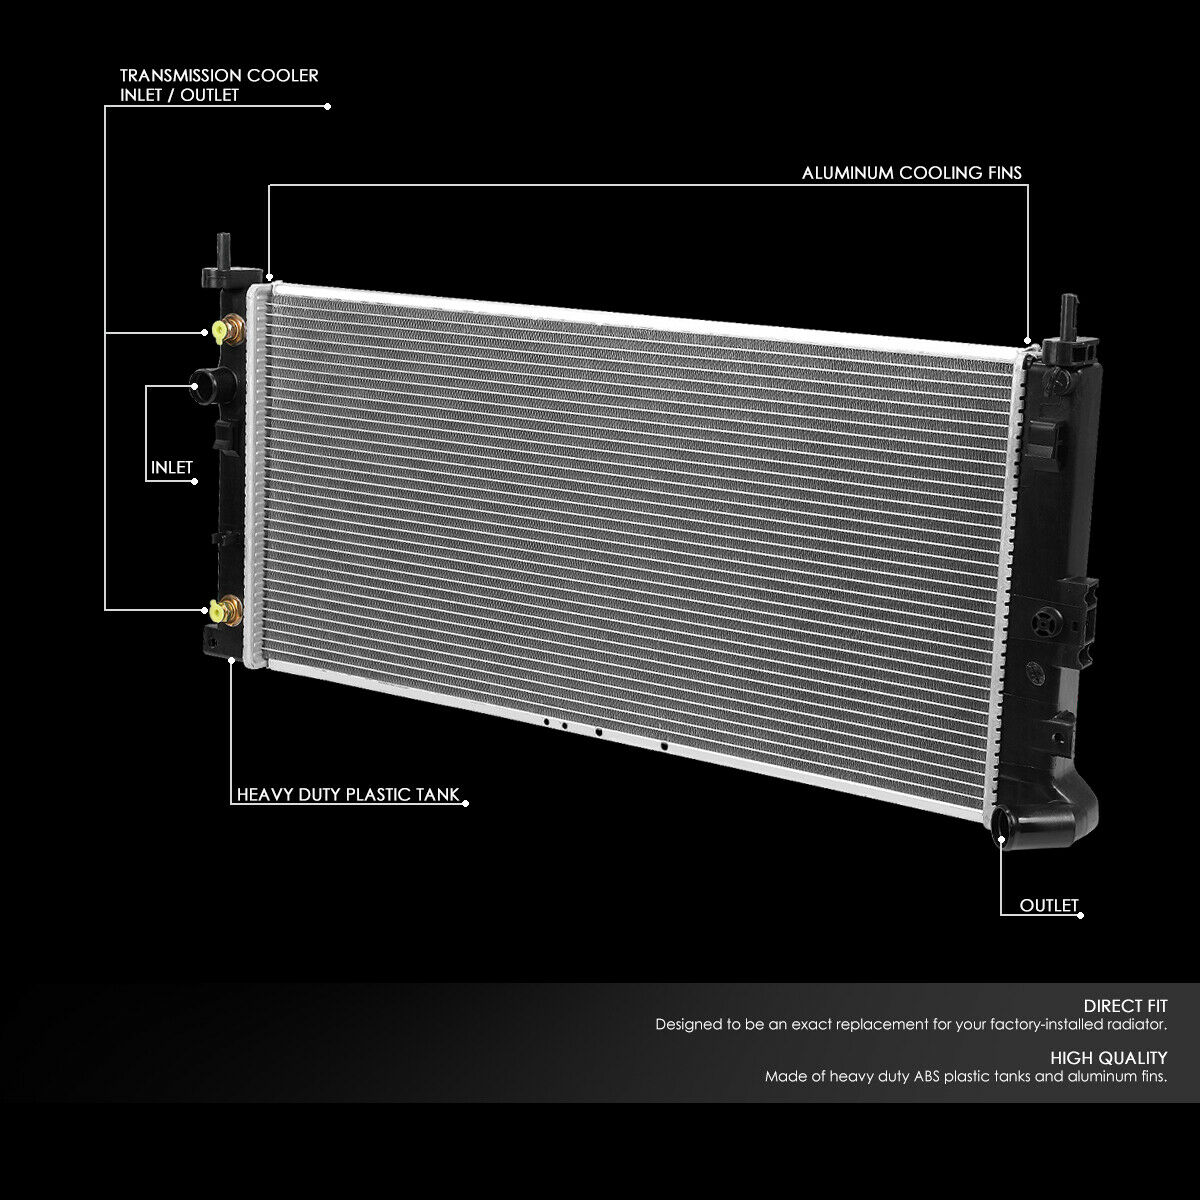 TRANSMISSION COOLER
INLET / OUTLET
ALUMINUM COOLING FINS
INLET
HEAVY DUTY PLASTIC TANK
OUTLET
DIRECT FIT
Designed to be an exact replacement for your factory-installed radiator.
HIGH QUALITY
Made of heavy duty ABS plastic tanks and aluminum fins.